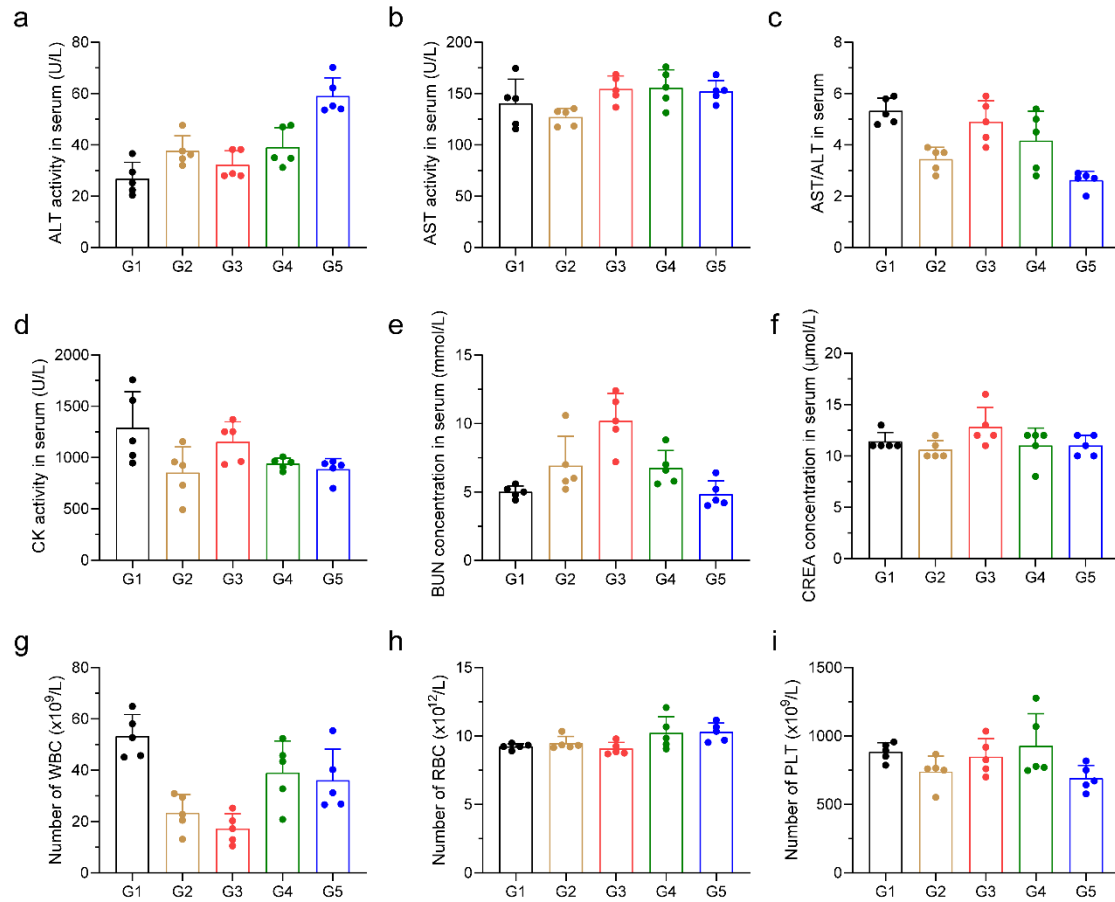 a
ALT activity in serum (U/L)
80
60
40
20
0
G1 G2 G3 G4 G5
b
AST activity in serum (U/L)
200
150
100
50
0
G1 G2 G3 G4 G5
c
AST/ALT in serum
8
6
4
2
0
G1 G2 G3 G4 G5
d
CK activity in serum (U/L)
2000
1500
1000
500
0
G1 G2 G3 G4 G5
e
BUN concentration in serum (mmol/L)
15
10
5
0
G1 G2 G3 G4 G5
f
CREA concentration in serum (μmol/L)
20
15
10
5
0
G1 G2 G3 G4 G5
g
Number of WBC (x10⁹/L)
80
60
40
20
0
G1 G2 G3 G4 G5
h
Number of RBC (x10¹²/L)
15
10
5
0
G1 G2 G3 G4 G5
i
Number of PLT (x10⁹/L)
1500
1000
500
0
G1 G2 G3 G4 G5